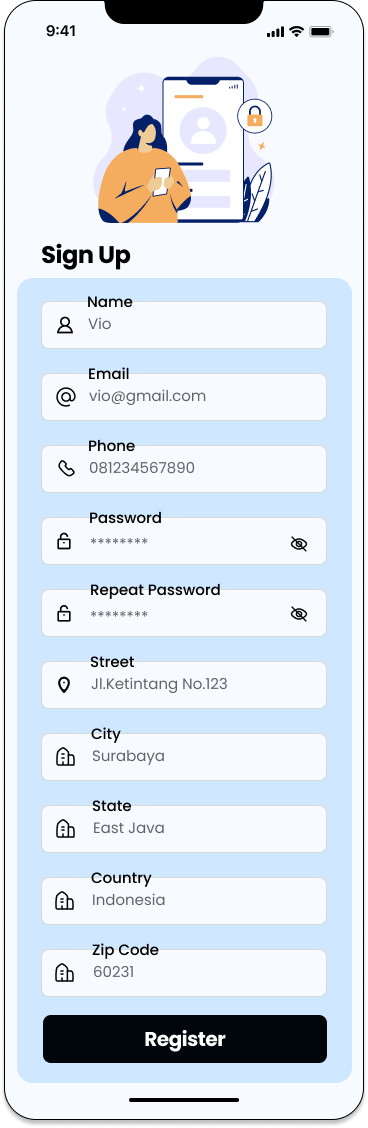 9:41
Sign Up
Name
Vio
Email
vio@gmail.com
Phone
081234567890
Password
********
Repeat Password
********
Street
Jl.Ketintang No.123
City
Surabaya
State
East Java
Country
Indonesia
Zip Code
60231
Register